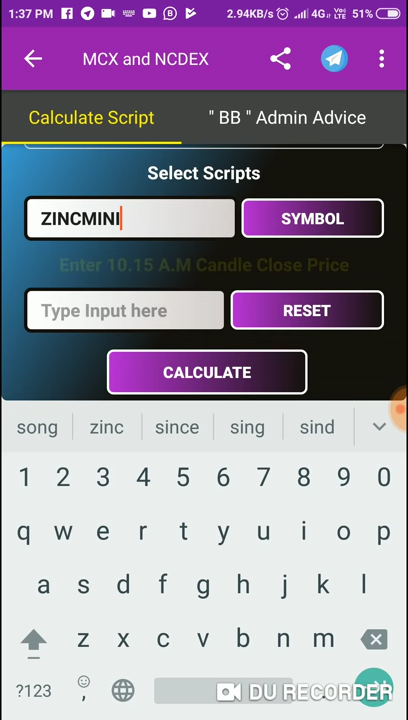 1:37 PM 2.94KB/s 4G VoLTE 51%
MCX and NCDEX
Calculate Script " BB " Admin Advice
Select Scripts
ZINCMINI SYMBOL
Enter 10.15 A.M Candle Close Price
Type Input here RESET
CALCULATE
song zinc since sing sind
1 2 3 4 5 6 7 8 9 0
q w e r t y u i o p
a s d f g h j k l
z x c v b n m
?123 , .
DU RECORDER